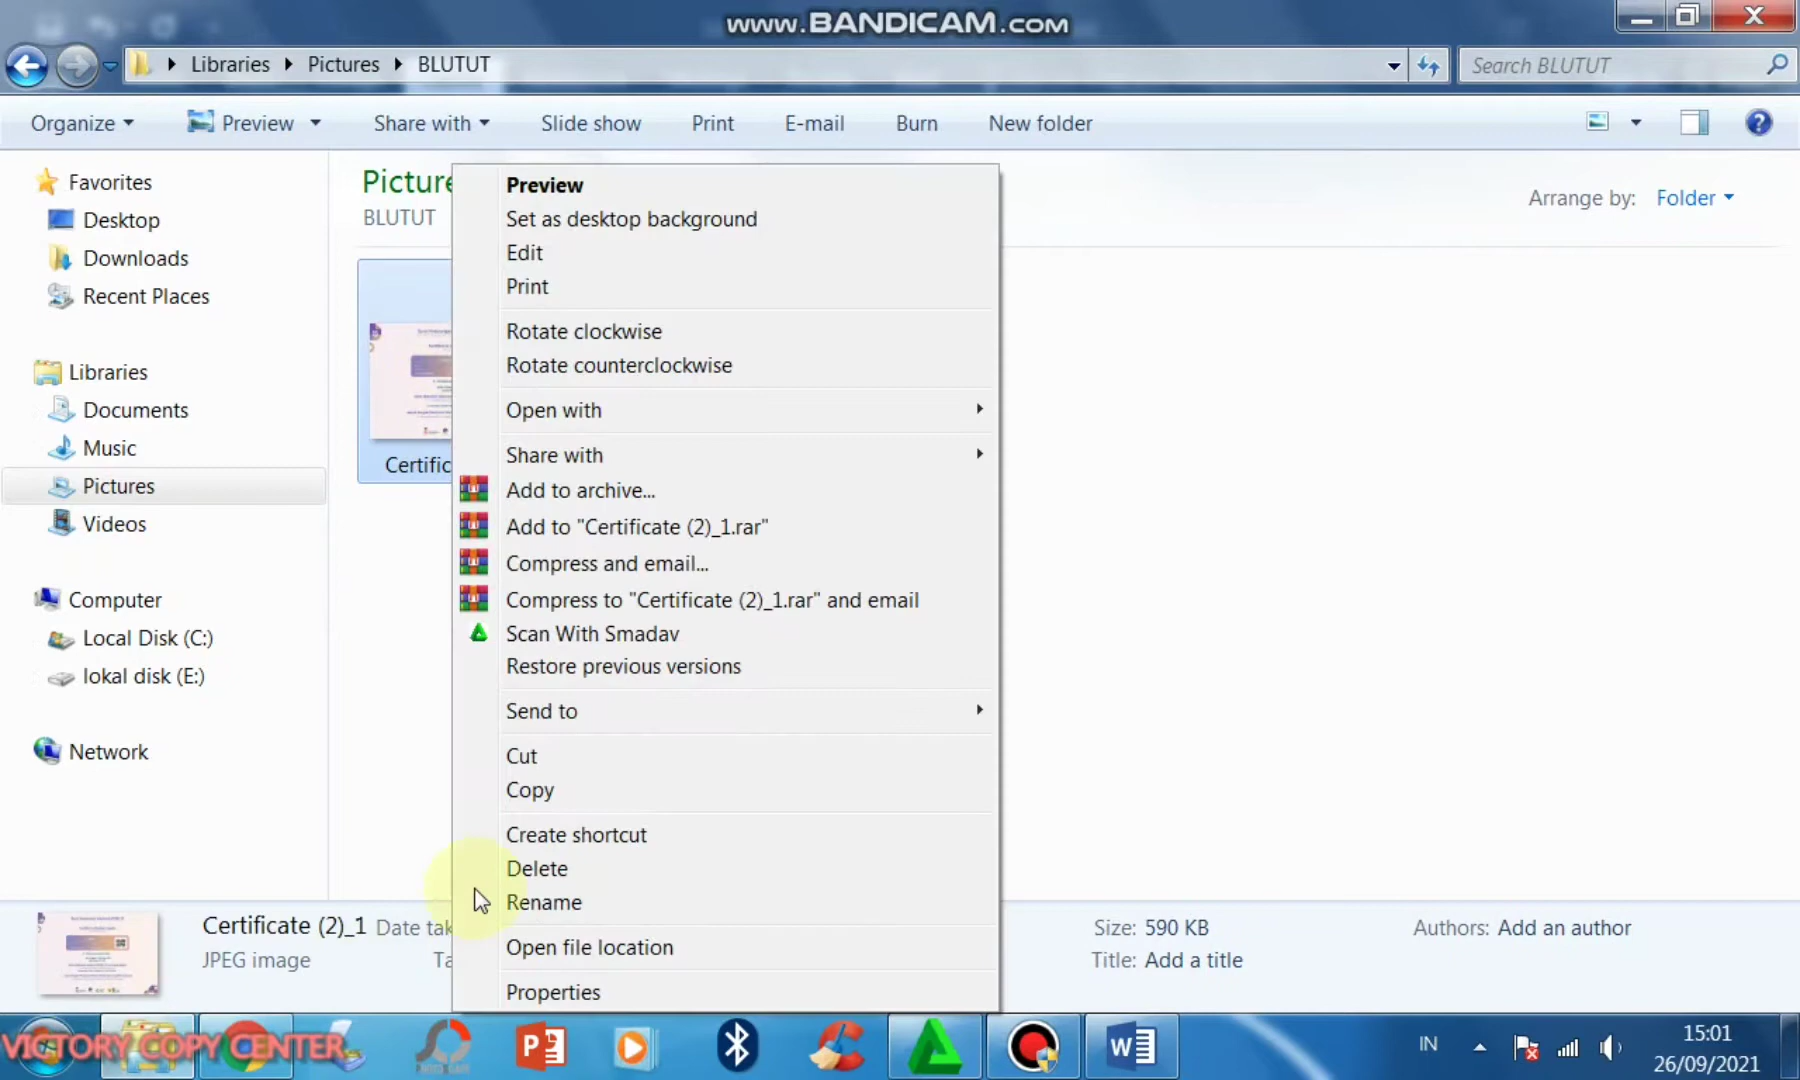 www.BANDICAM.com
Libraries Pictures BLUTUT
Search BLUTUT
Organize Preview Share with Slide show Print E-mail Burn New folder
Favorites
Desktop
Downloads
Recent Places
Libraries
Documents
Music
Pictures
Videos
Computer
Local Disk (C:)
lokal disk (E:)
Network
Picture
BLUTUT
Arrange by: Folder
Certific
Preview
Set as desktop background
Edit
Print
Rotate clockwise
Rotate counterclockwise
Open with
Share with
Add to archive...
Add to "Certificate (2)_1.rar"
Compress and email...
Compress to "Certificate (2)_1.rar" and email
Scan With Smadav
Restore previous versions
Send to
Cut
Copy
Create shortcut
Delete
Rename
Open file location
Properties
Certificate (2)_1 Date tak
JPEG image Ta
Size: 590 KB
Title: Add a title
Authors: Add an author
VICTORY COPY CENTER
IN
15:01
26/09/2021